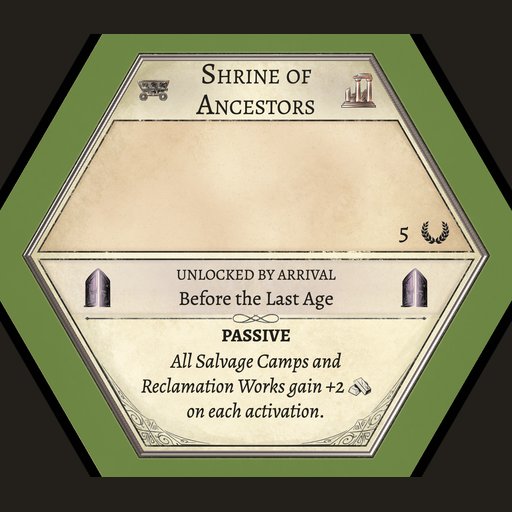 Shrine of
Ancestors
5
UNLOCKED BY ARRIVAL
Before the Last Age
PASSIVE
All Salvage Camps and
Reclamation Works gain +2
on each activation.